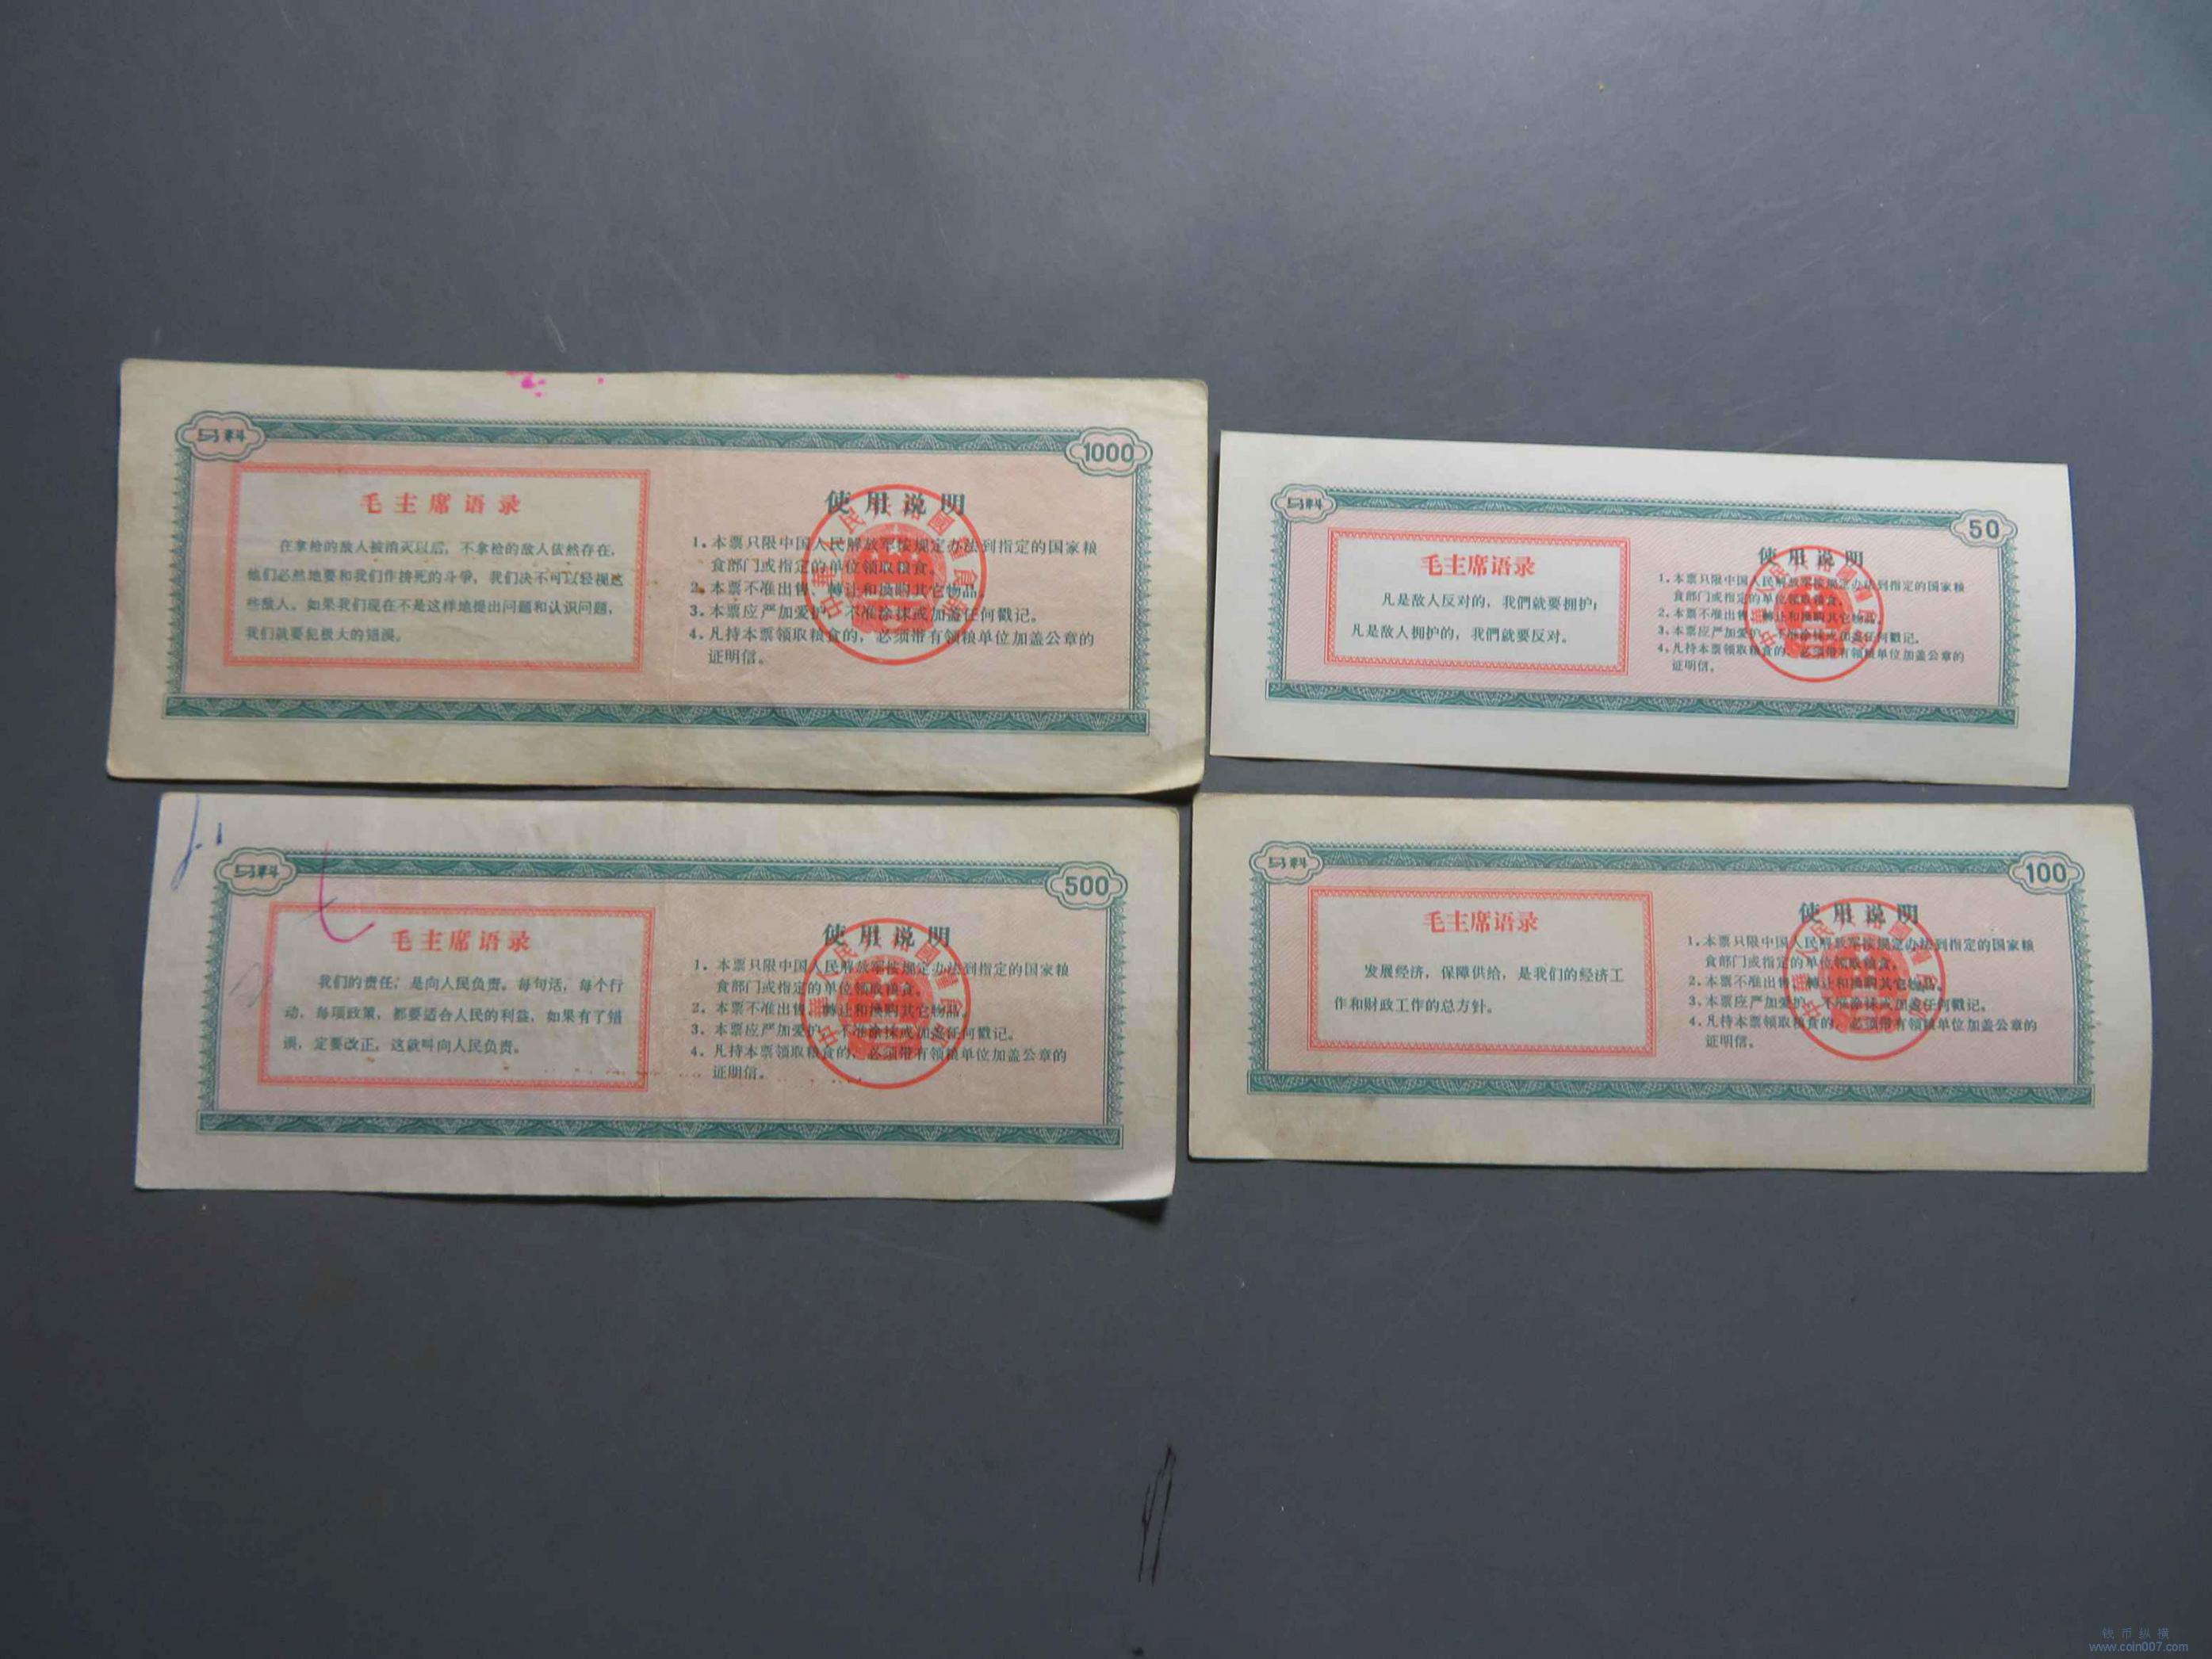 马料
1000
毛主席语录
在拿枪的敌人被消灭以后，不拿枪的敌人依然存在，
他们必然地要和我们作拚死的斗争，我们决不可以轻视这
些敌人。如果我们现在不是这样地提出问题和认识问题，
我们就要犯极大的错误。
使用说明
1．本票只限中国人民解放军按规定办法到指定的国家粮
食部门或指定的单位领取粮食。
2．本票不准出售、轉让和换购其它物品
3．本票应严加爱护、不准涂抹或加盖任何戳记。
4．凡持本票领取粮食的，必须带有领粮单位加盖公章的
证明信。
马料
50
毛主席语录
凡是敌人反对的，我們就要拥护；
凡是敌人拥护的，我們就要反对。
使用说明
1．本票只限中国人民解放军按规定办法到指定的国家粮
食部门或指定的单位领取粮食。
2．本票不准出售、轉让和换购其它物品
3．本票应严加爱护、不准涂抹或加盖任何戳记。
4．凡持本票领取粮食的，必须带有领粮单位加盖公章的
证明信。
马料
500
毛主席语录
我们的责任，是向人民负责。每句话，每个行
动，每项政策，都要适合人民的利益，如果有了错
误，定要改正，这就叫向人民负责。
使用说明
1．本票只限中国人民解放军按规定办法到指定的国家粮
食部门或指定的单位领取粮食。
2．本票不准出售、轉让和换购其它物品。
3．本票应严加爱护、不准涂抹或加盖任何戳记。
4．凡持本票领取粮食的，必须带有领粮单位加盖公章的
证明信。
马料
100
毛主席语录
发展经济，保障供给，是我们的经济工
作和财政工作的总方针。
使用说明
1．本票只限中国人民解放军按规定办法到指定的国家粮
食部门或指定的单位领取粮食。
2．本票不准出售、轉让和换购其它物品。
3．本票应严加爱护、不准涂抹或加盖任何戳记。
4．凡持本票领取粮食的，必须带有领粮单位加盖公章的
证明信。
钱币纵横
www.coin007.com